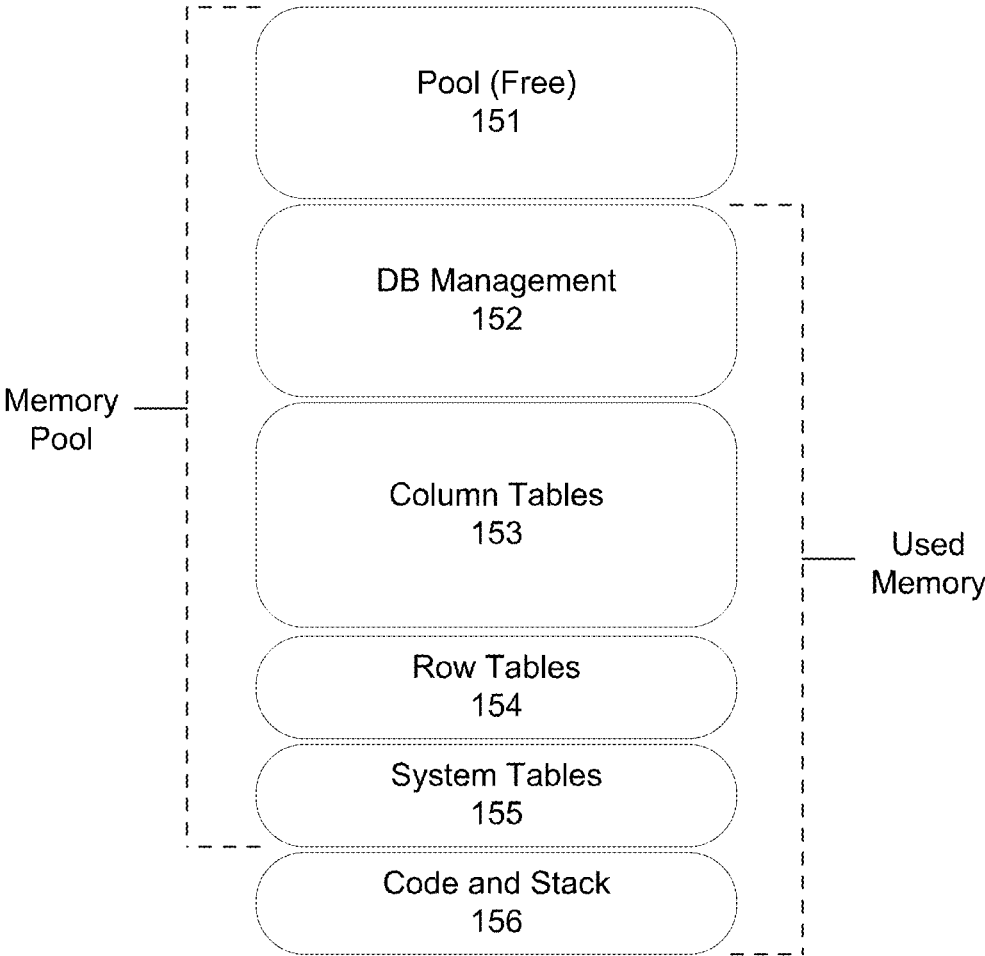 Pool (Free)
151
DB Management
152
Memory
Pool
Column Tables
153
Used
Memory
Row Tables
154
System Tables
155
Code and Stack
156